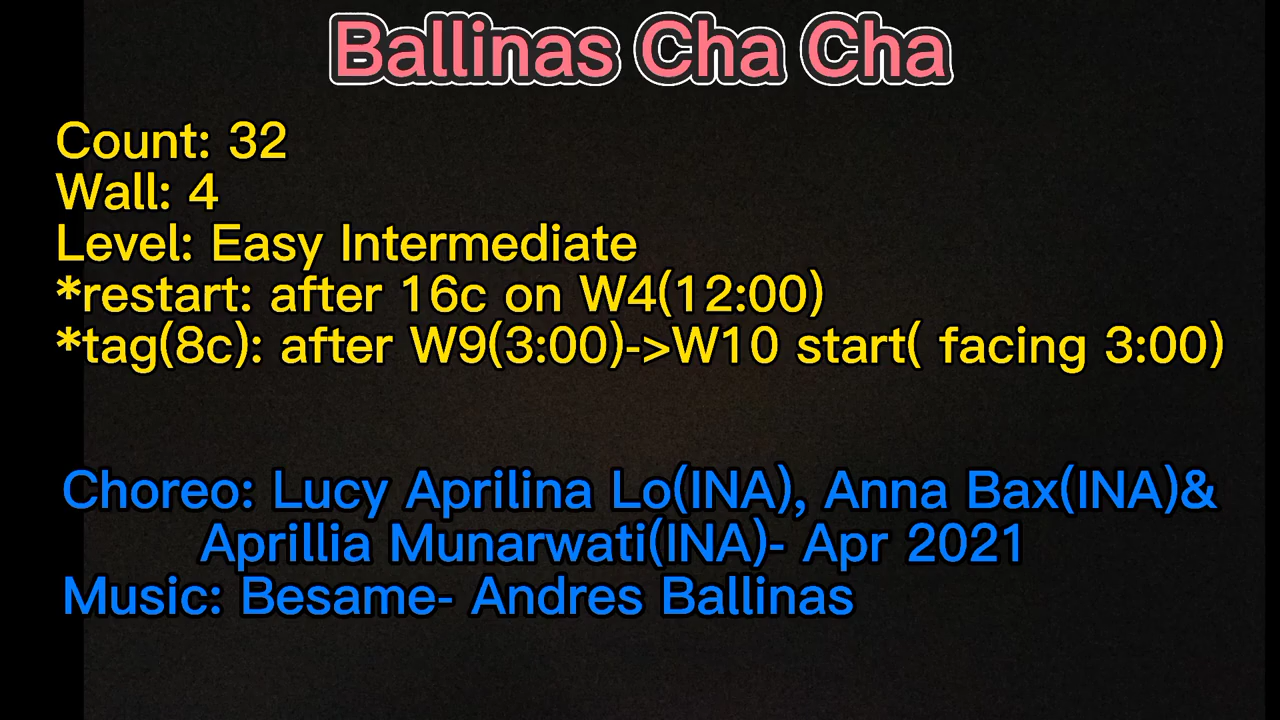 Ballinas Cha Cha
Count: 32
Wall: 4
Level: Easy Intermediate
*restart: after 16c on W4(12:00)
*tag(8c): after W9(3:00)->W10 start( facing 3:00)
Choreo: Lucy Aprilina Lo(INA), Anna Bax(INA)&
Aprillia Munarwati(INA)- Apr 2021
Music: Besame- Andres Ballinas